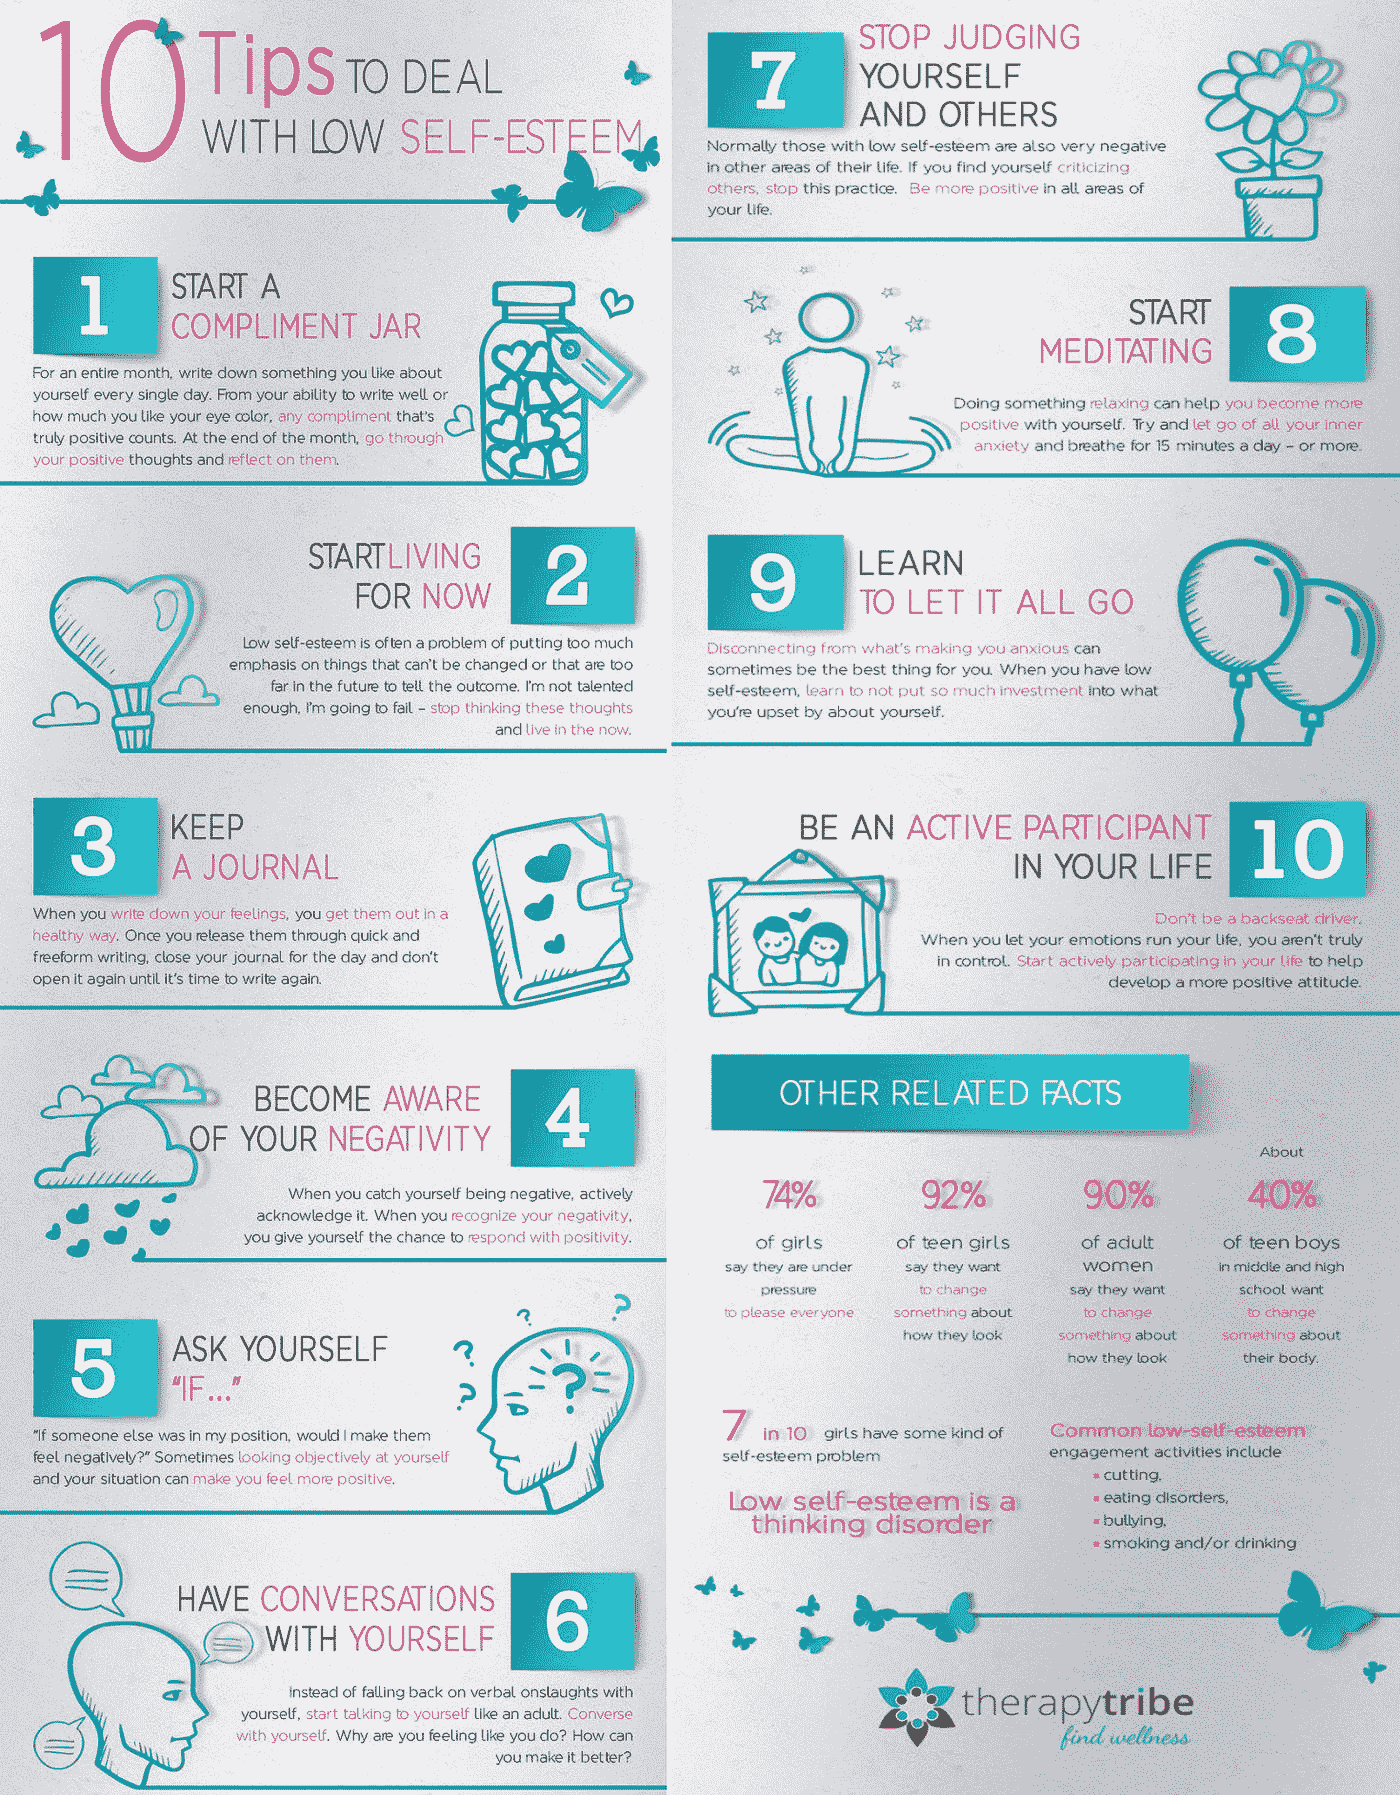 10 Tips TO DEAL
WITH LOW SELF-ESTEEM
1
START A
COMPLIMENT JAR
For an entire month, write down something you like about
yourself every single day. From your ability to write well or
how much you like your eye color, any compliment that's
truly positive counts. At the end of the month, go through
your positive thoughts and reflect on them.
2
START LIVING
FOR NOW
Low self-esteem is often a problem of putting too much
emphasis on things that can't be changed or that are too
far in the future to tell the outcome. I'm not talented
enough, I'm going to fail – stop thinking these thoughts
and live in the now.
3
KEEP
A JOURNAL
When you write down your feelings, you get them out in a
healthy way. Once you release them through quick and
freeform writing, close your journal for the day and don't
open it again until it's time to write again.
4
BECOME AWARE
OF YOUR NEGATIVITY
When you catch yourself being negative, actively
acknowledge it. When you recognize your negativity,
you give yourself the chance to respond with positivity.
5
ASK YOURSELF
"IF..."
"If someone else was in my position, would I make them
feel negatively?" Sometimes looking objectively at yourself
and your situation can make you feel more positive.
6
HAVE CONVERSATIONS
WITH YOURSELF
Instead of falling back on verbal onslaughts with
yourself, start talking to yourself like an adult. Converse
with yourself. Why are you feeling like you do? How can
you make it better?
7
STOP JUDGING
YOURSELF
AND OTHERS
Normally those with low self-esteem are also very negative
in other areas of their life. If you find yourself criticizing
others, stop this practice. Be more positive in all areas of
your life.
8
START
MEDITATING
Doing something relaxing can help you become more
positive with yourself. Try and let go of all your inner
anxiety and breathe for 15 minutes a day – or more.
9
LEARN
TO LET IT ALL GO
Disconnecting from what's making you anxious can
sometimes be the best thing for you. When you have low
self-esteem, learn to not put so much investment into what
you're upset by about yourself.
10
BE AN ACTIVE PARTICIPANT
IN YOUR LIFE
Don't be a backseat driver.
When you let your emotions run your life, you aren't truly
in control. Start actively participating in your life to help
develop a more positive attitude.
OTHER RELATED FACTS
74%
of girls
say they are under
pressure
to please everyone
92%
of teen girls
say they want
to change
something about
how they look
90%
of adult
women
say they want
to change
something about
how they look
About
40%
of teen boys
in middle and high
school want
to change
something about
their body.
7 in 10 girls have some kind of
self-esteem problem
Low self-esteem is a
thinking disorder
Common low-self-esteem
engagement activities include
cutting,
eating disorders,
bullying,
smoking and/or drinking
therapytribe
find wellness